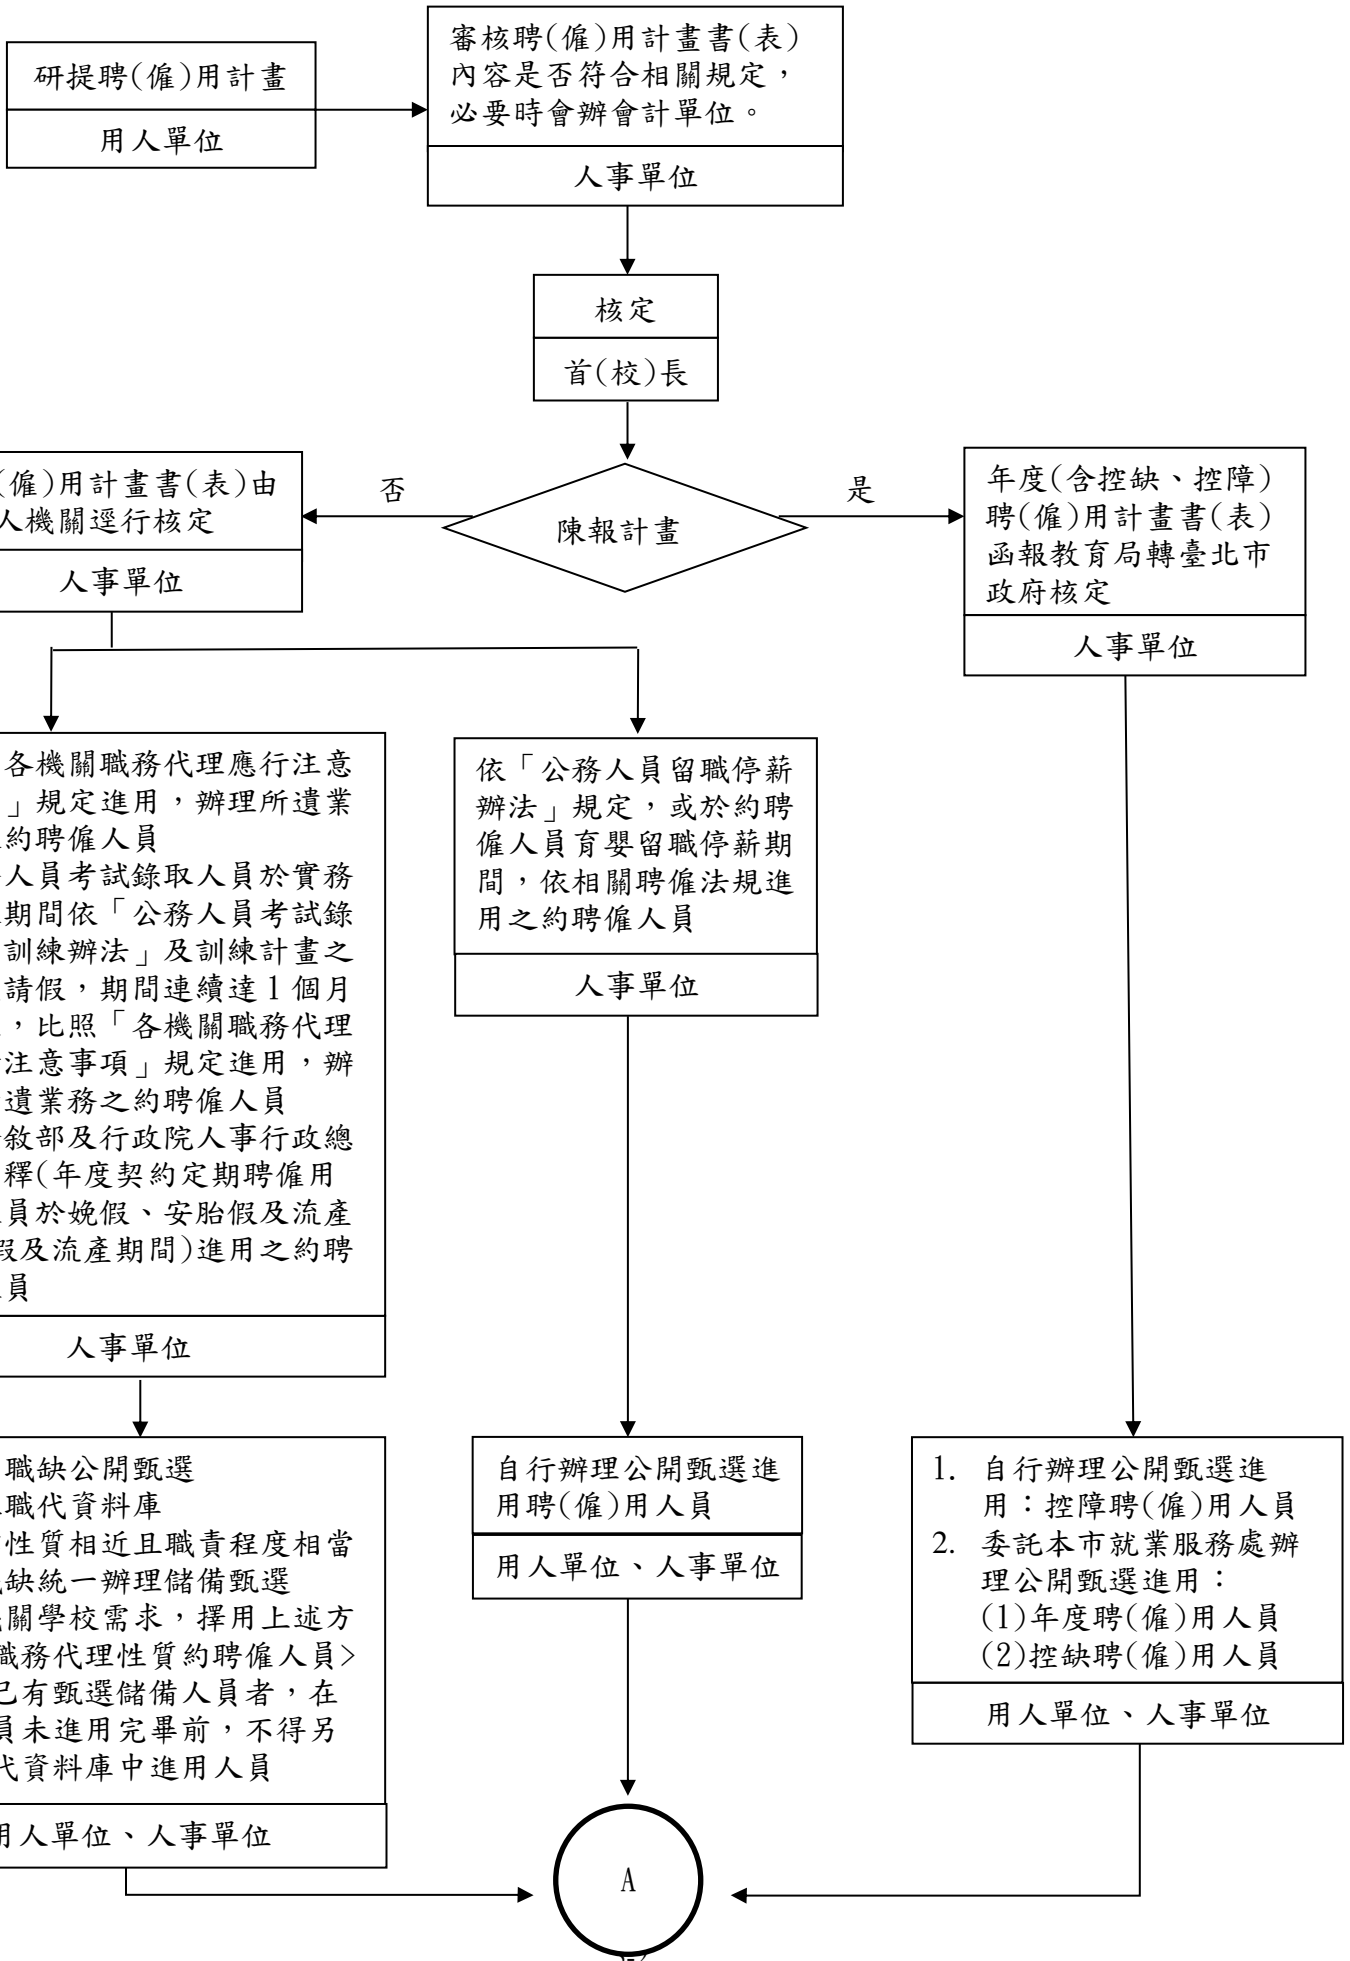 研提聘(僱)用計畫
用人單位
審核聘(僱)用計畫書(表)
內容是否符合相關規定，
必要時會辦會計單位。
人事單位
核定
首(校)長
陳報計畫
否
是
(僱)用計畫書(表)由
人機關逕行核定
人事單位
年度(含控缺、控障)
聘(僱)用計畫書(表)
函報教育局轉臺北市
政府核定
人事單位
各機關職務代理應行注意
」規定進用，辦理所遺業
約聘僱人員
人員考試錄取人員於實務
期間依「公務人員考試錄
訓練辦法」及訓練計畫之
請假，期間連續達1個月
，比照「各機關職務代理
注意事項」規定進用，辦
遺業務之約聘僱人員
敘部及行政院人事行政總
釋(年度契約定期聘僱用
員於娩假、安胎假及流產
假及流產期間)進用之約聘
員
人事單位
依「公務人員留職停薪
辦法」規定，或於約聘
僱人員育嬰留職停薪期
間，依相關聘僱法規進
用之約聘僱人員
人事單位
職缺公開甄選
職代資料庫
性質相近且職責程度相當
缺統一辦理儲備甄選
關學校需求，擇用上述方
職務代理性質約聘僱人員>
已有甄選儲備人員者，在
員未進用完畢前，不得另
代資料庫中進用人員
用人單位、人事單位
自行辦理公開甄選進
用聘(僱)用人員
用人單位、人事單位
1. 自行辦理公開甄選進
用：控障聘(僱)用人員
2. 委託本市就業服務處辦
理公開甄選進用：
(1)年度聘(僱)用人員
(2)控缺聘(僱)用人員
用人單位、人事單位
A